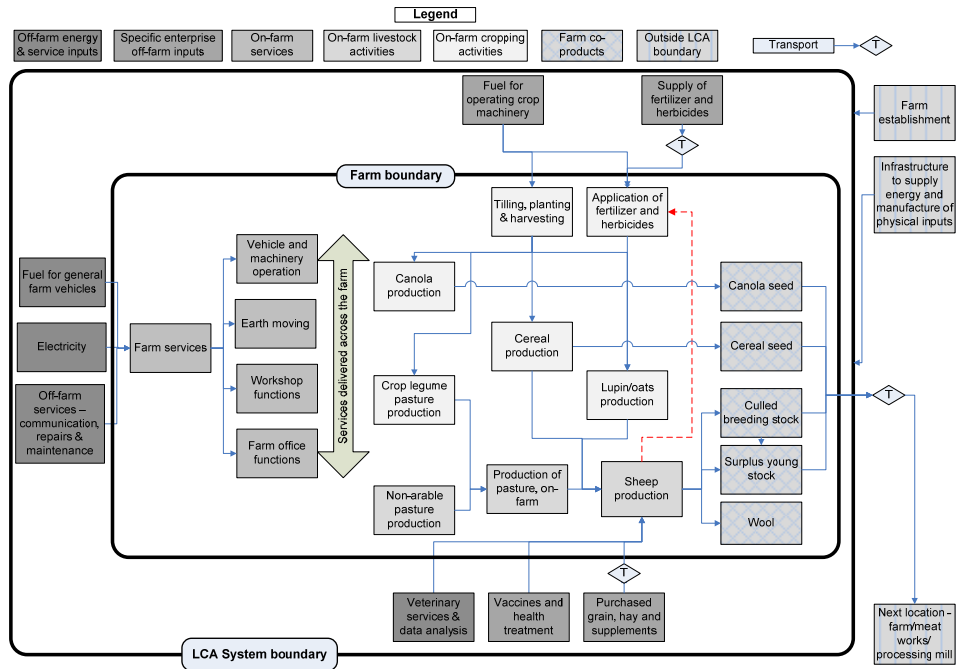 Legend
Off-farm energy
& service inputs
Specific enterprise
off-farm inputs
On-farm
services
On-farm livestock
activities
On-farm cropping
activities
Farm co-
products
Outside LCA
boundary
Transport
T
Fuel for
operating crop
machinery
Supply of
fertilizer and
herbicides
T
Farm
establishment
Infrastructure
to supply
energy and
manufacture of
physical inputs
Farm boundary
Tilling, planting
& harvesting
Application of
fertilizer and
herbicides
Fuel for general
farm vehicles
Electricity
Off-farm
services –
communication,
repairs &
maintenance
Farm services
Vehicle and
machinery
operation
Earth moving
Workshop
functions
Farm office
functions
Services delivered across the farm
Canola
production
Cereal
production
Crop legume
pasture
production
Lupin/oats
production
Non-arable
pasture
production
Production of
pasture, on-
farm
Sheep
production
Canola seed
Cereal seed
Culled
breeding stock
Surplus young
stock
Wool
T
T
Veterinary
services &
data analysis
Vaccines and
health
treatment
Purchased
grain, hay and
supplements
Next location –
farm/meat
works/
processing mill
LCA System boundary